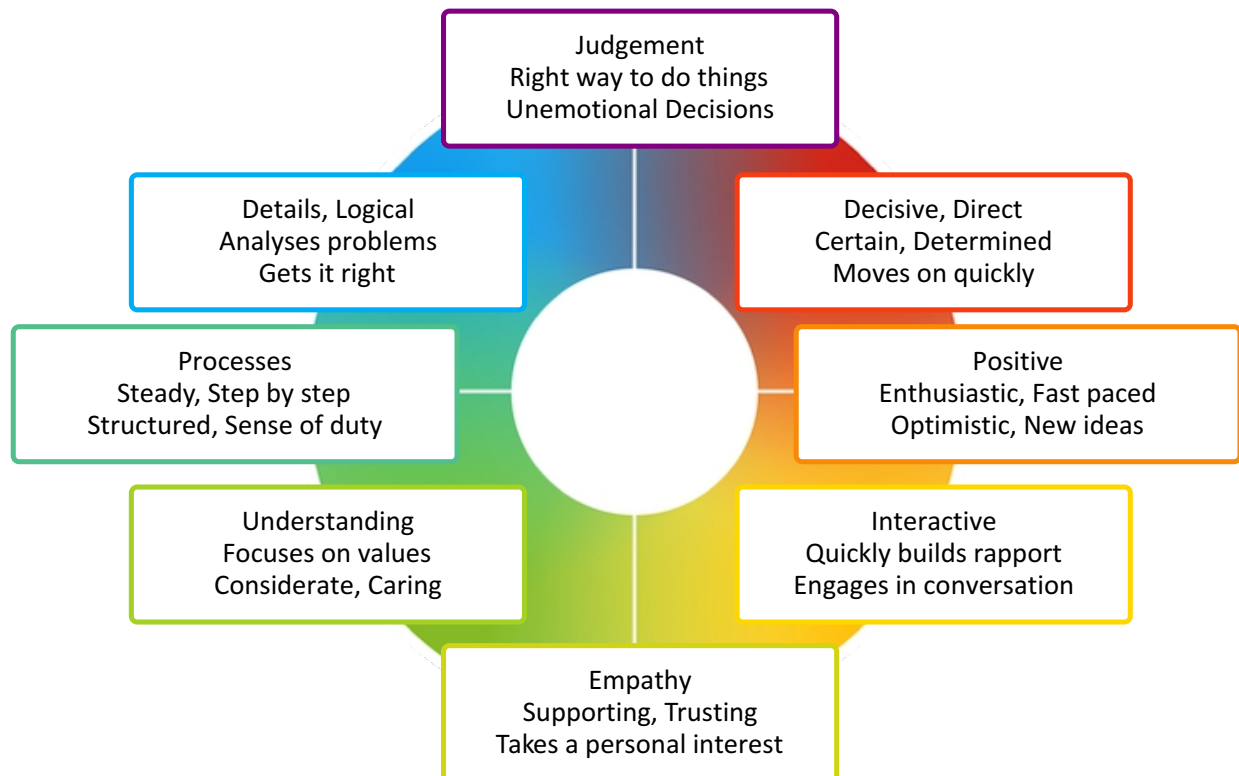 Judgement
Right way to do things
Unemotional Decisions
Details, Logical
Analyses problems
Gets it right
Decisive, Direct
Certain, Determined
Moves on quickly
Processes
Steady, Step by step
Structured, Sense of duty
Positive
Enthusiastic, Fast paced
Optimistic, New ideas
Understanding
Focuses on values
Considerate, Caring
Interactive
Quickly builds rapport
Engages in conversation
Empathy
Supporting, Trusting
Takes a personal interest